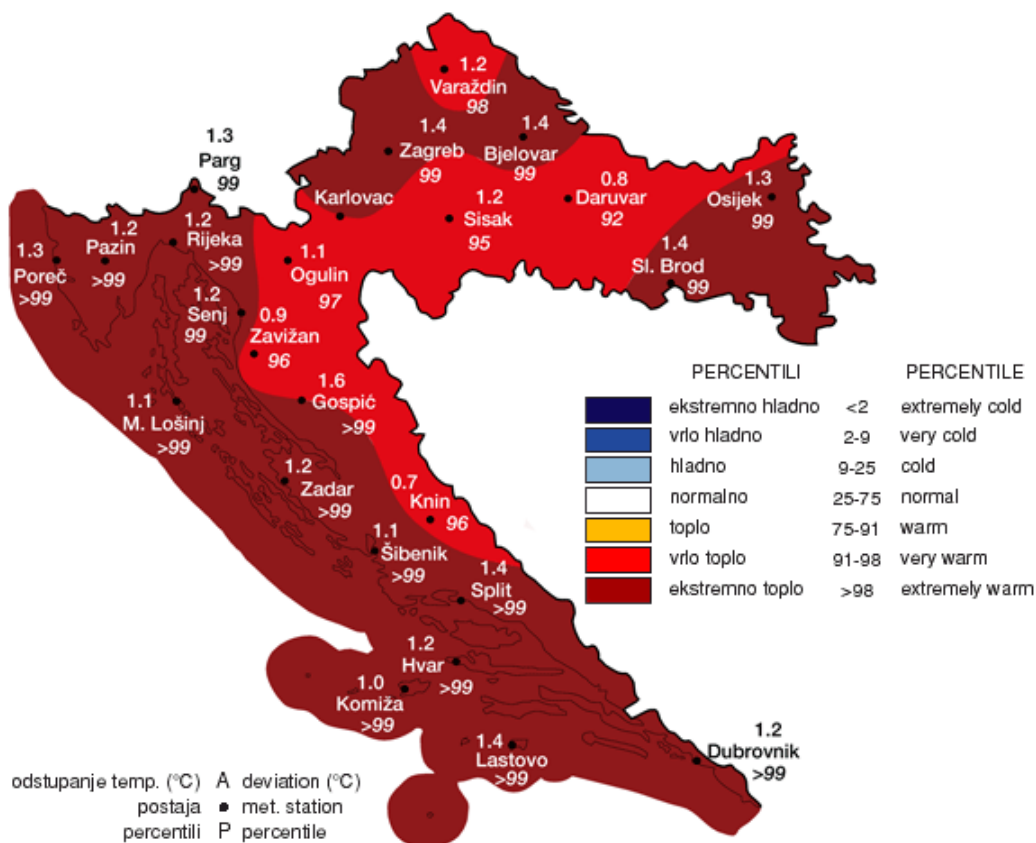 1.2
Varaždin
98
1.4
Zagreb
99
1.4
Bjelovar
99
1.3
Parg
99
Karlovac
1.2
Sisak
95
0.8
Daruvar
92
1.3
Osijek
99
1.4
Sl. Brod
99
1.3
Poreč
>99
1.2
Pazin
>99
1.2
Rijeka
>99
1.1
Ogulin
97
1.2
Senj
99
0.9
Zavižan
96
1.6
Gospić
>99
1.1
M. Lošinj
>99
1.2
Zadar
>99
0.7
Knin
96
1.1
Šibenik
>99
1.4
Split
>99
1.2
Hvar
>99
1.0
Komiža
>99
1.4
Lastovo
>99
1.2
Dubrovnik
>99
PERCENTILI PERCENTILE
ekstremno hladno <2 extremely cold
vrlo hladno 2-9 very cold
hladno 9-25 cold
normalno 25-75 normal
toplo 75-91 warm
vrlo toplo 91-98 very warm
ekstremno toplo >98 extremely warm
odstupanje temp. (°C) A deviation (°C)
postaja met. station
percentili P percentile